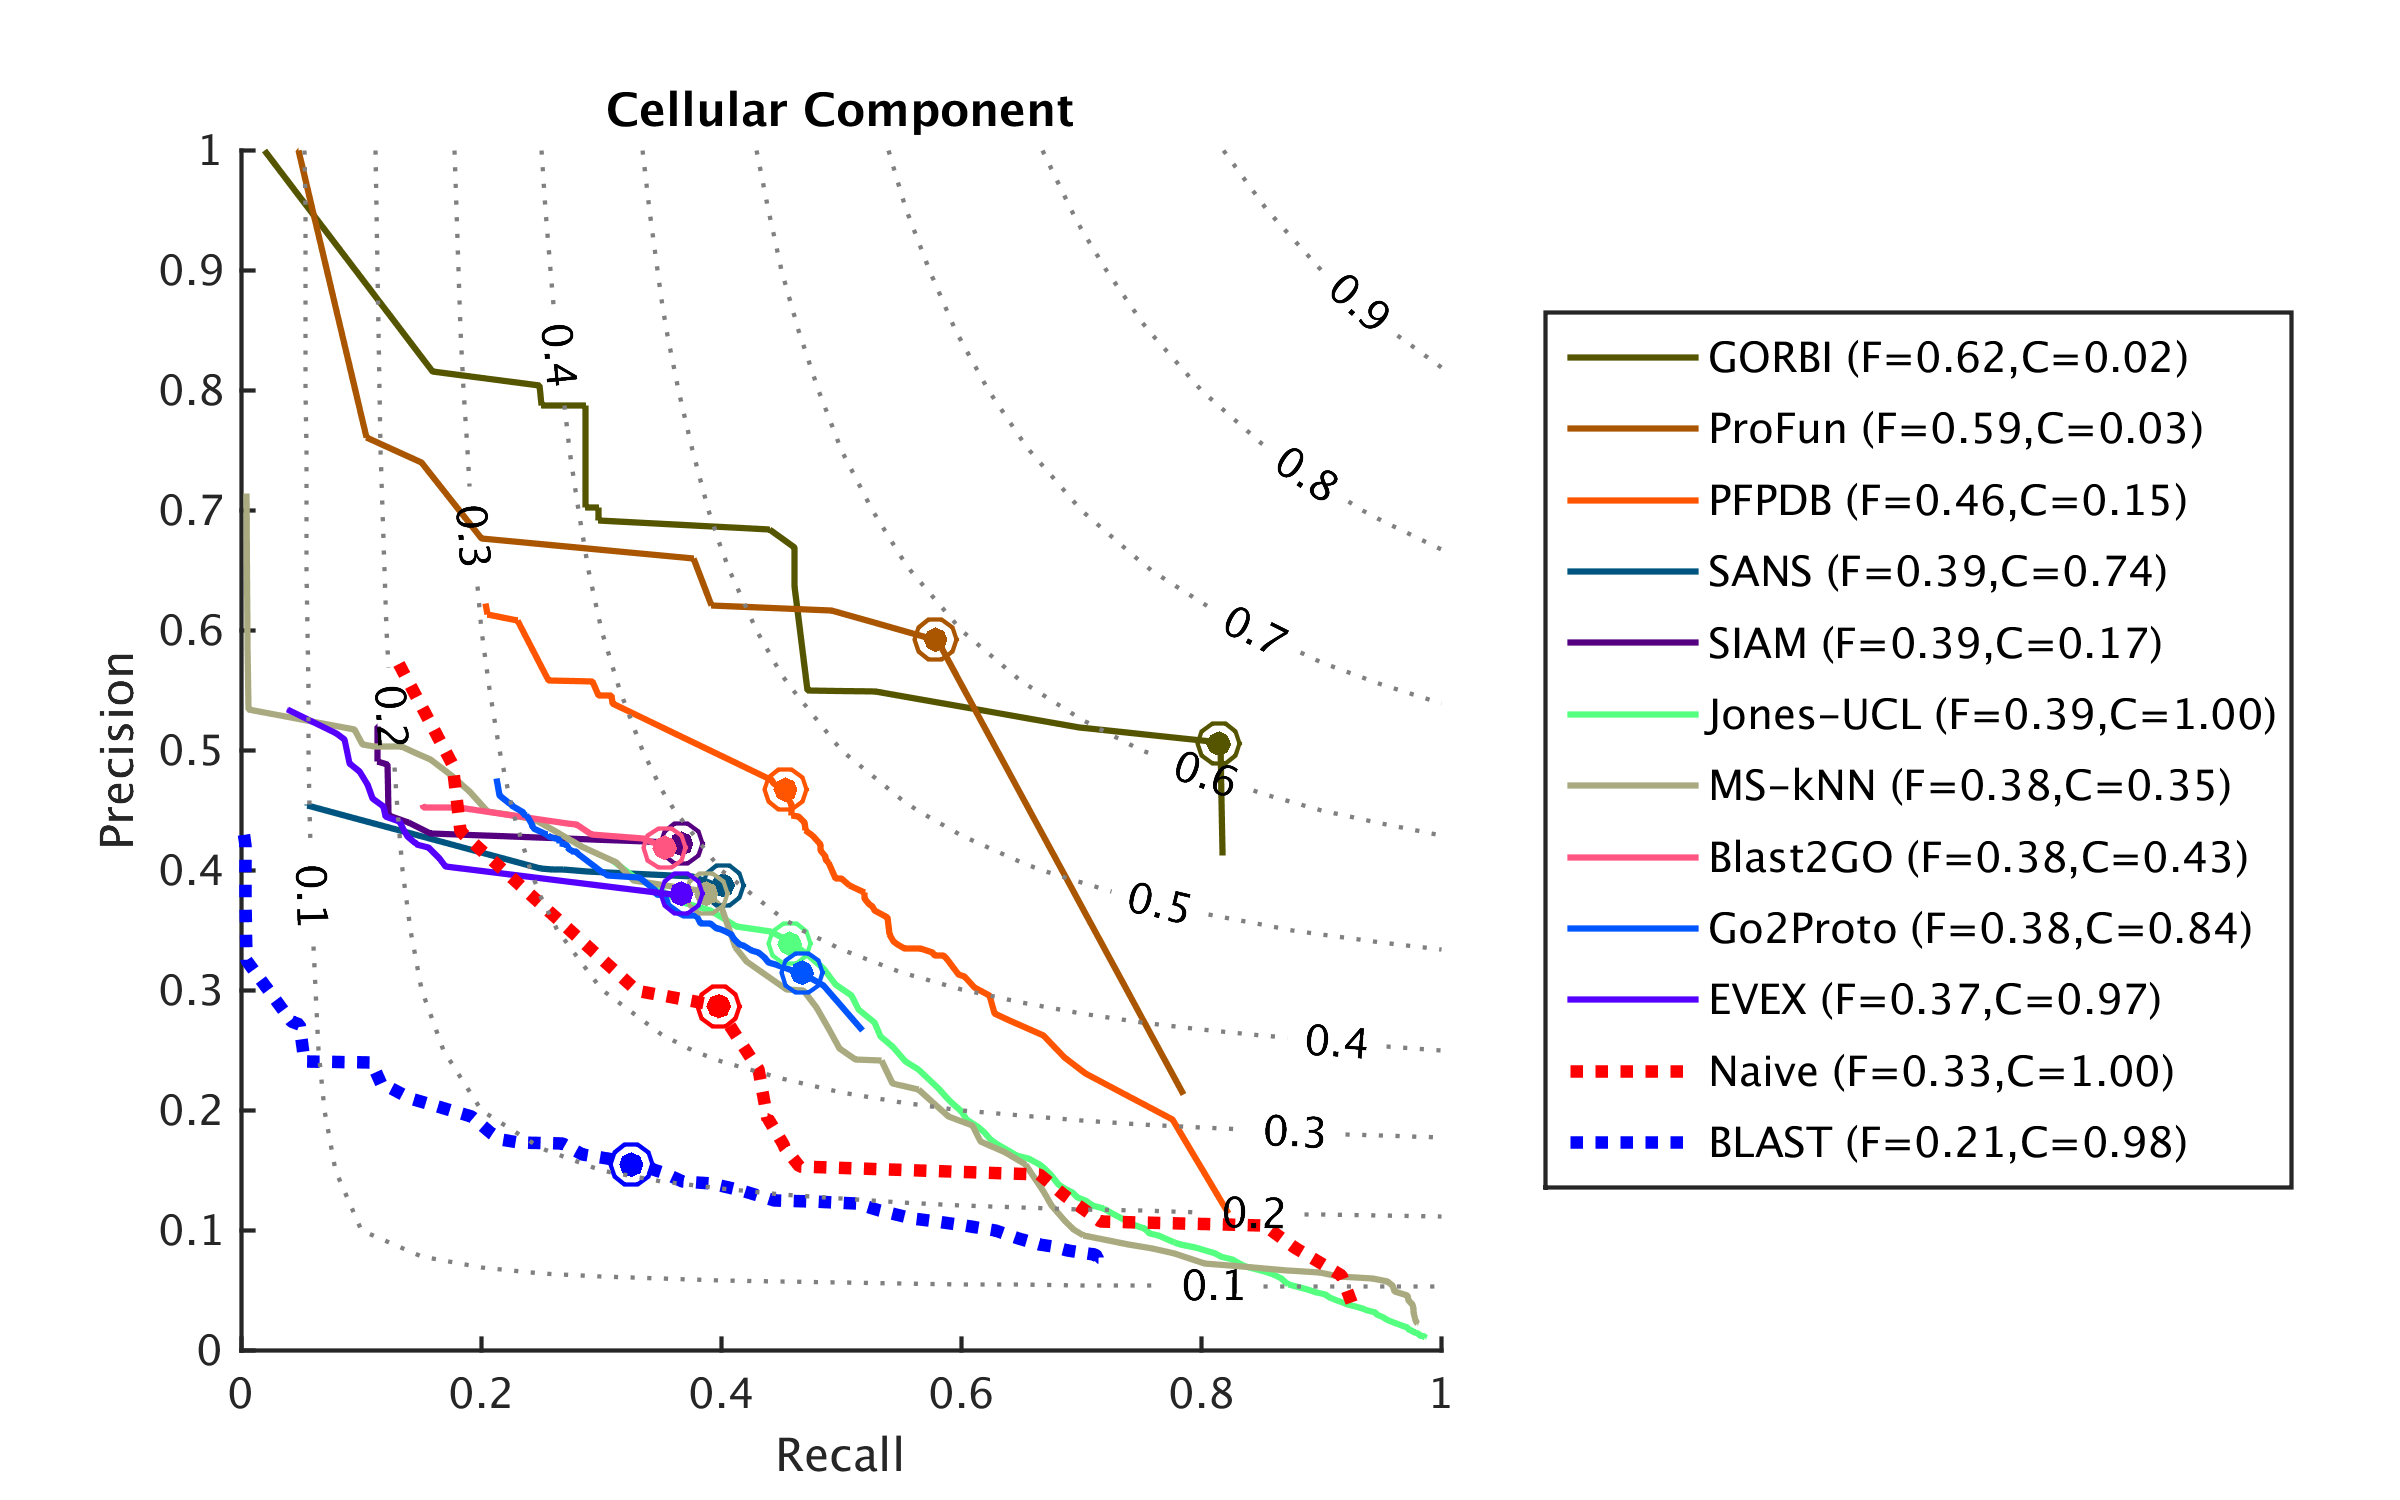 Cellular Component
1
0.9
0.8
0.7
0.6
0.5
0.4
0.3
0.2
0.1
0
Precision
0
0.2
0.4
0.6
0.8
1
Recall
0.1
0.2
0.3
0.4
0.9
0.8
0.7
0.6
0.5
0.4
0.3
0.2
0.1
GORBI (F=0.62,C=0.02)
ProFun (F=0.59,C=0.03)
PFPDB (F=0.46,C=0.15)
SANS (F=0.39,C=0.74)
SIAM (F=0.39,C=0.17)
Jones-UCL (F=0.39,C=1.00)
MS-kNN (F=0.38,C=0.35)
Blast2GO (F=0.38,C=0.43)
Go2Proto (F=0.38,C=0.84)
EVEX (F=0.37,C=0.97)
Naive (F=0.33,C=1.00)
BLAST (F=0.21,C=0.98)